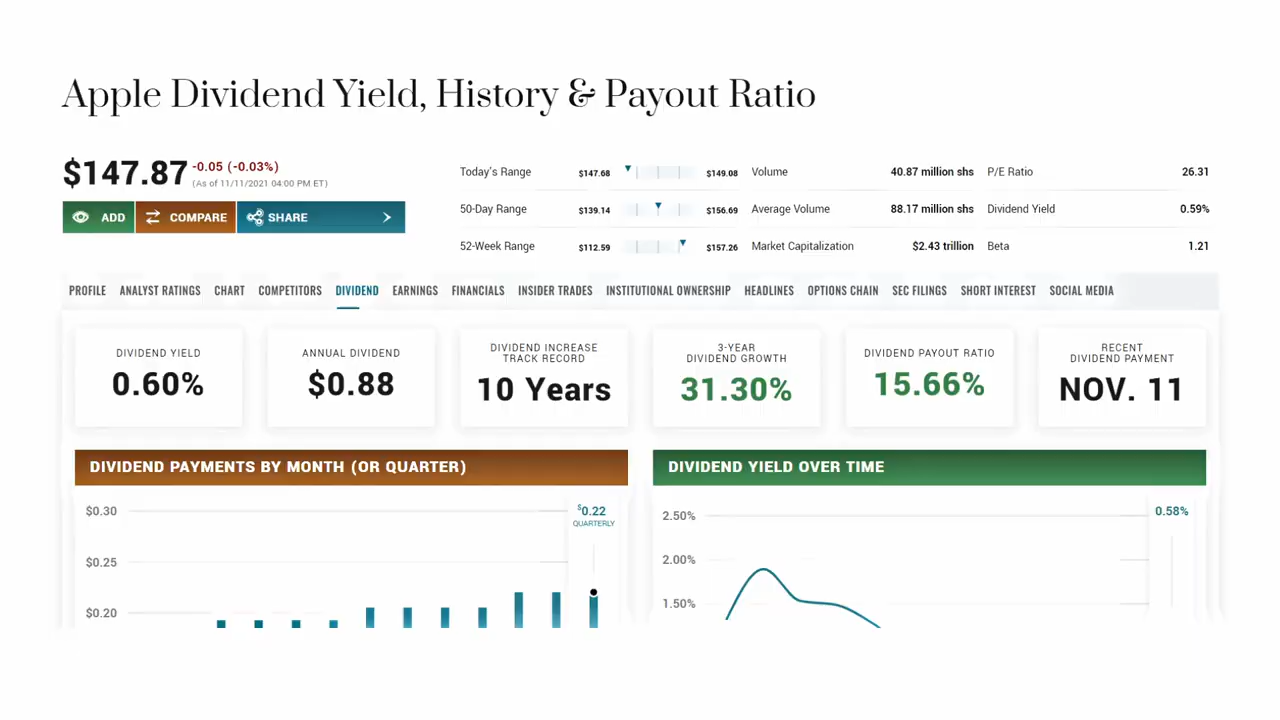 Apple Dividend Yield, History & Payout Ratio
$147.87 -0.05 (-0.03%)
(As of 11/11/2021 04:00 PM ET)
ADD COMPARE SHARE
Today's Range $147.68 $149.08 Volume 40.87 million shs P/E Ratio 26.31
50-Day Range $139.14 $156.69 Average Volume 88.17 million shs Dividend Yield 0.59%
52-Week Range $112.59 $157.26 Market Capitalization $2.43 trillion Beta 1.21
PROFILE ANALYST RATINGS CHART COMPETITORS DIVIDEND EARNINGS FINANCIALS INSIDER TRADES INSTITUTIONAL OWNERSHIP HEADLINES OPTIONS CHAIN SEC FILINGS SHORT INTEREST SOCIAL MEDIA
DIVIDEND YIELD
0.60%
ANNUAL DIVIDEND
$0.88
DIVIDEND INCREASE
TRACK RECORD
10 Years
3-YEAR
DIVIDEND GROWTH
31.30%
DIVIDEND PAYOUT RATIO
15.66%
RECENT
DIVIDEND PAYMENT
NOV. 11
DIVIDEND PAYMENTS BY MONTH (OR QUARTER)
$0.30
$0.22
QUARTERLY
$0.25
$0.20
DIVIDEND YIELD OVER TIME
2.50%
0.58%
2.00%
1.50%